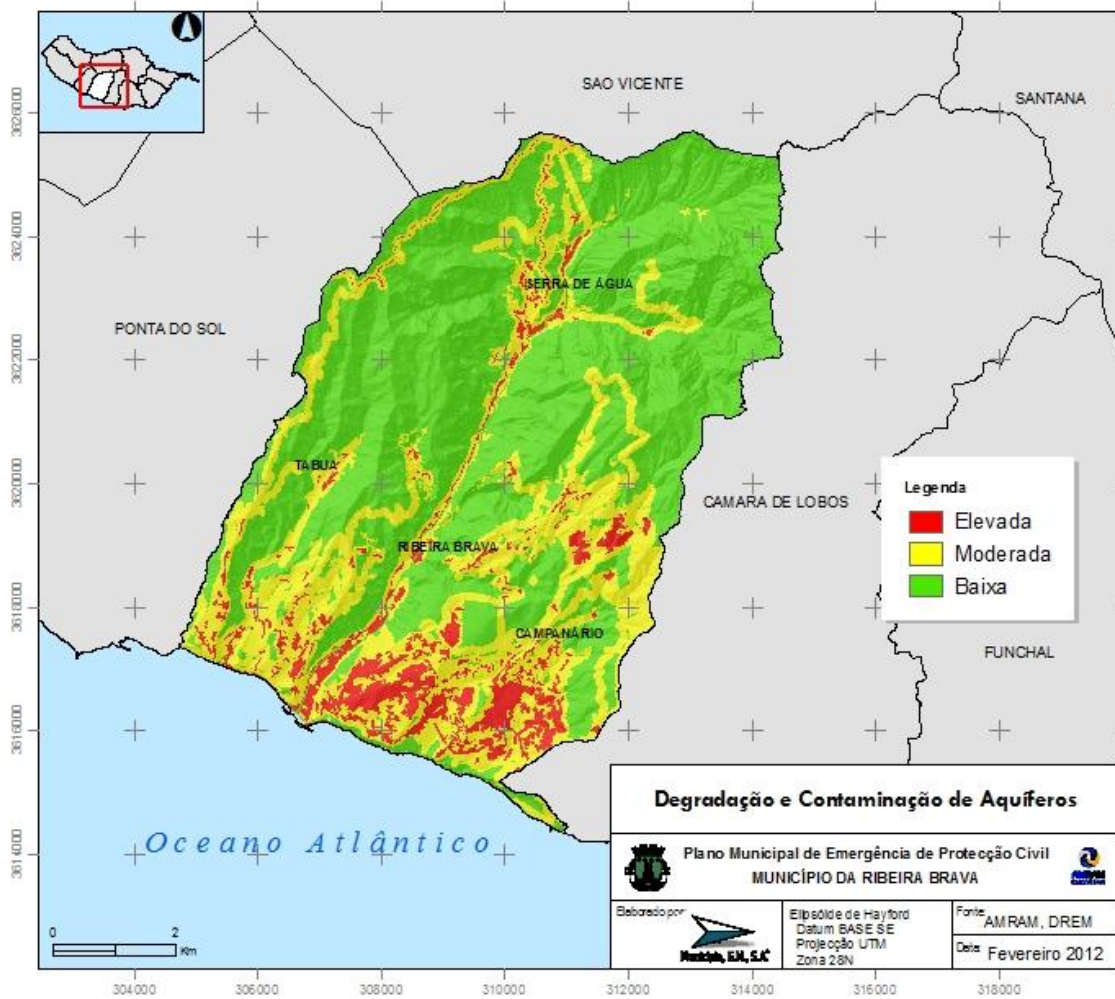 SAO VICENTE
SANTANA
PONTA DO SOL
SERRA DE ÁGUA
TABUA
RIBEIRA BRAVA
CAMPANÁRIO
CAMARA DE LOBOS
FUNCHAL
Legenda
Elevada
Moderada
Baixa
Oceano Atlântico
3626000
3624000
3622000
3620000
3618000
3616000
3614000
0 2
Km
Degradação e Contaminação de Aquíferos
Plano Municipal de Emergência de Protecção Civil
MUNICÍPIO DA RIBEIRA BRAVA
AMRAM
Elaborado por:
Município, E.M., S.A.
Elipsóide de Hayford
Datum BASE SE
Projecção UTM
Zona 28N
Fonte: AMRAM, DREM
Data: Fevereiro 2012
304000 306000 308000 310000 312000 314000 316000 318000